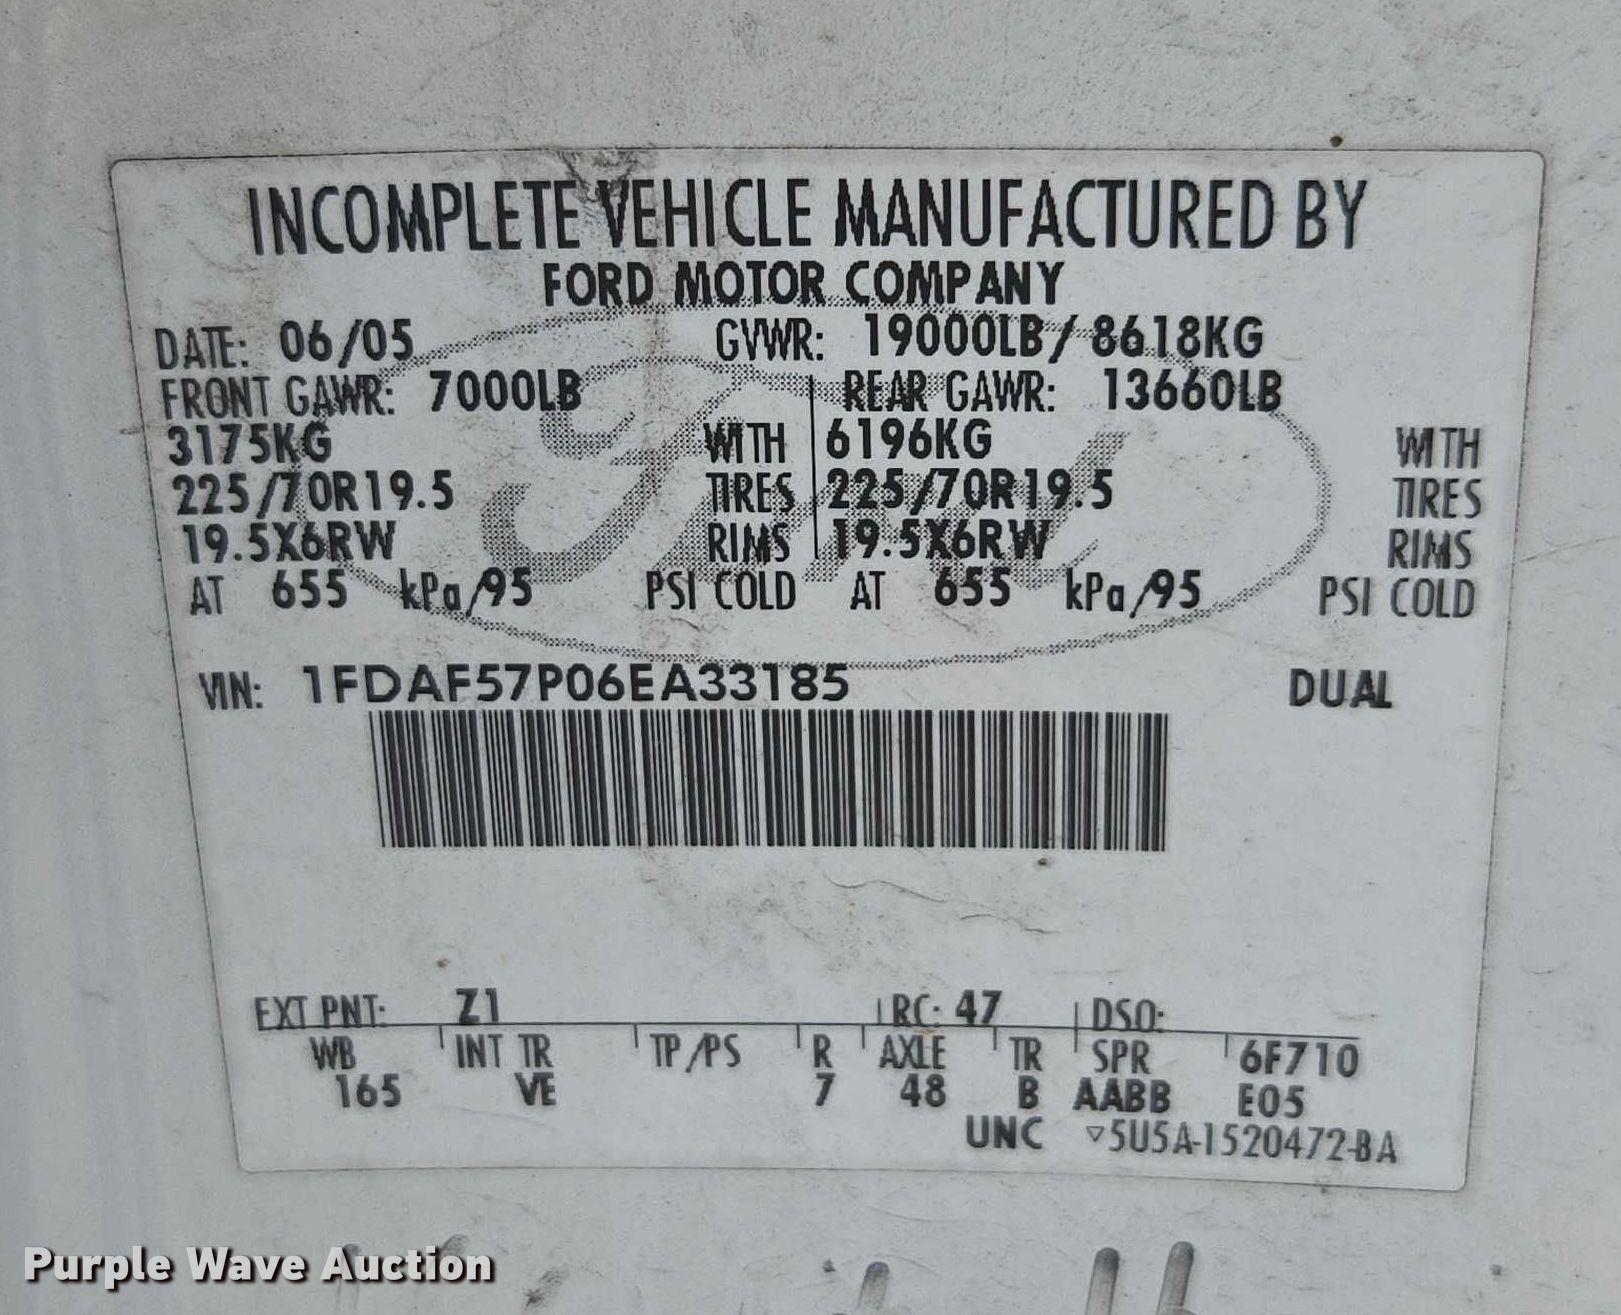 INCOMPLETE VEHICLE MANUFACTURED BY
FORD MOTOR COMPANY
DATE: 06/05 GVWR: 19000LB/ 8618KG
FRONT GAWR: 7000LB REAR GAWR: 13660LB
3175KG WITH 6196KG WITH
225/70R19.5 TIRES 225/70R19.5 TIRES
19.5X6RW RIMS 19.5X6RW RIMS
AT 655 kPa/95 PSI COLD AT 655 kPa/95 PSI COLD
VIN: 1FDAF57P06EA33185 DUAL
EXT PNT: Z1 RC: 47 DSO:
WB INT TR TP/PS R AXLE TR SPR 6F710
165 VE 7 48 B AABB E05
UNC ▽5U5A-1520472-BA
Purple Wave Auction